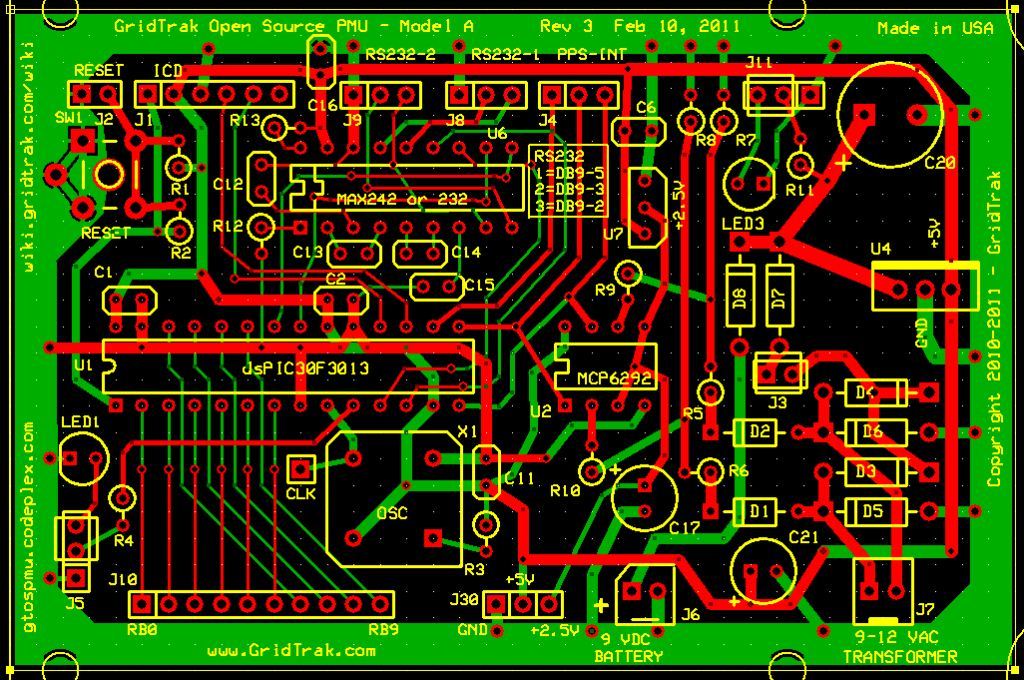 GridTrak Open Source PMU - Model A
Rev 3 Feb 10, 2011
Made in USA
RS232-2
RS232-1
PPS-INT
RESET
ICD
J11
C16
SW1
J2
J1
R13
J9
J8
J4
U6
C6
R8
R7
C20
wiki.gridtrak.com/wiki
R1
C12
RS232
1=DB9-5
2=DB9-3
3=DB9-2
MAX242 or 232
+2.5V
R11
+
R12
RESET
R2
U7
LED3
+5V
C13
C14
U4
C1
C2
C15
R9
D8
D7
GND
Copyright 2010-2011 - GridTrak
U1
dsPIC30F3013
MCP6292
J3
D4
U2
R5
LED1
X1
D2
D6
CLK
C11
+
R10
R6
D3
OSC
C17
D1
D5
R4
C21
gtospmu.codeplex.com
R3
J10
+5V
J5
J30
+
J6
+
J7
RB0
RB9
GND
+2.5V
9 VDC
BATTERY
9-12 VAC
TRANSFORMER
www.GridTrak.com